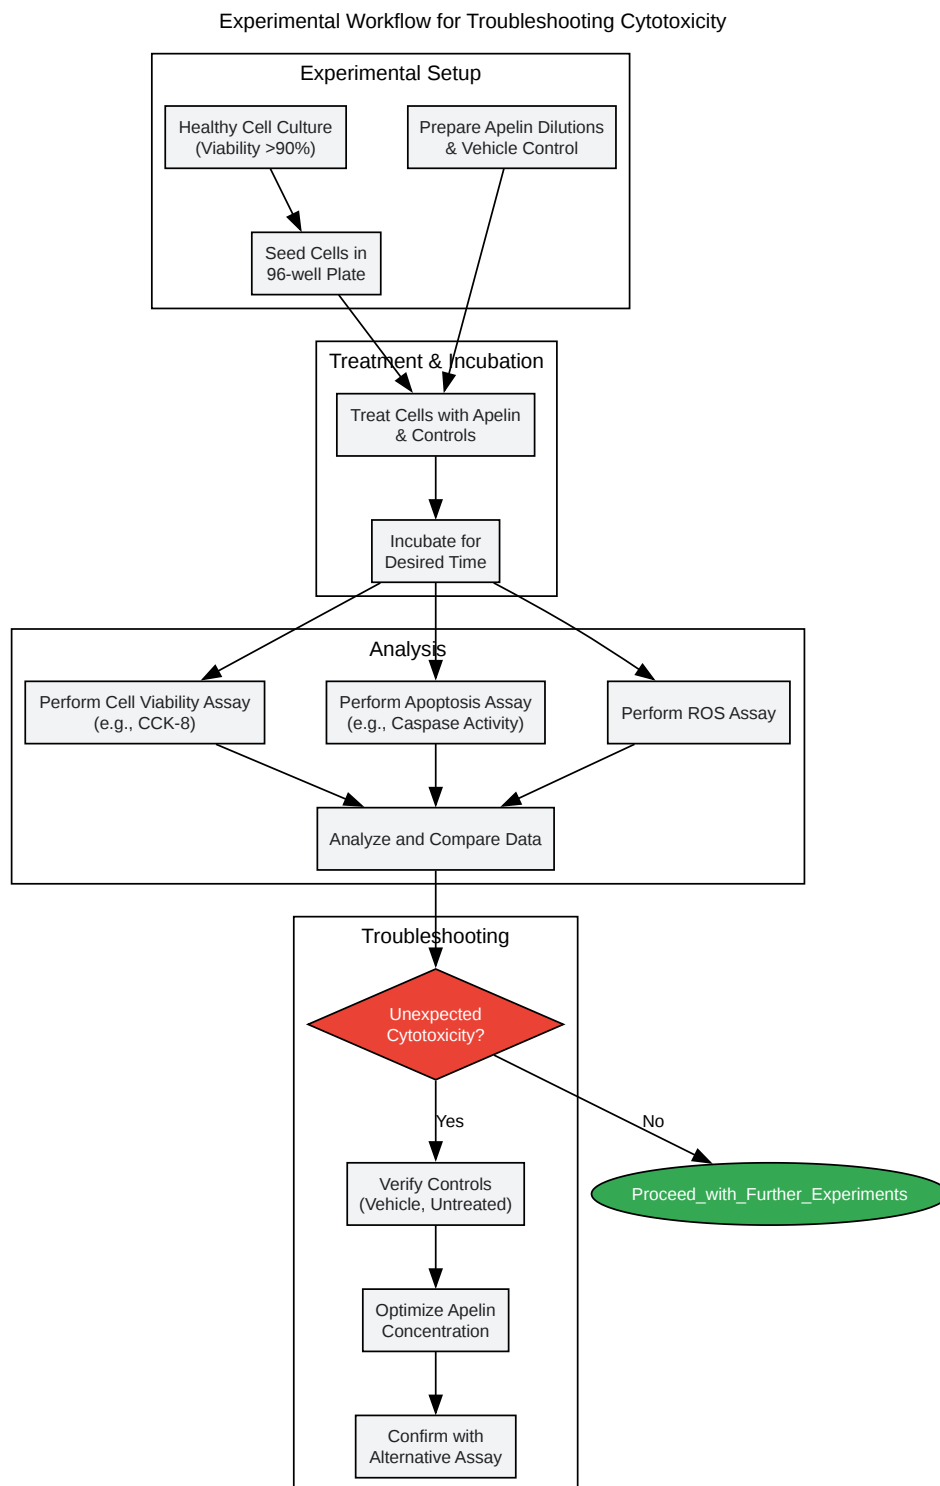 Experimental Workflow for Troubleshooting Cytotoxicity
Experimental Setup
Healthy Cell Culture
(Viability >90%)
Prepare Apelin Dilutions
& Vehicle Control
Seed Cells in
96-well Plate
Treatment & Incubation
Treat Cells with Apelin
& Controls
Incubate for
Desired Time
Analysis
Perform Cell Viability Assay
(e.g., CCK-8)
Perform Apoptosis Assay
(e.g., Caspase Activity)
Perform ROS Assay
Analyze and Compare Data
Troubleshooting
Unexpected
Cytotoxicity?
Yes
No
Verify Controls
(Vehicle, Untreated)
Proceed_with_Further_Experiments
Optimize Apelin
Concentration
Confirm with
Alternative Assay